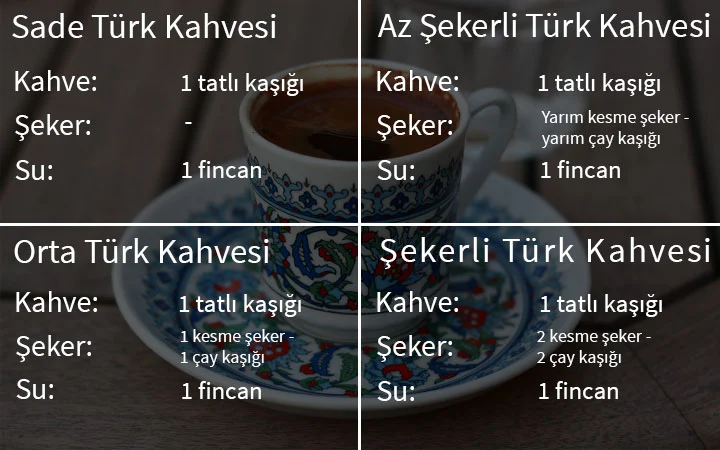 Sade Türk Kahvesi
Kahve: 1 tatlı kaşığı
Şeker: -
Su: 1 fincan
Az Şekerli Türk Kahvesi
Kahve: 1 tatlı kaşığı
Şeker: Yarım kesme şeker -
yarım çay kaşığı
Su: 1 fincan
Orta Türk Kahvesi
Kahve: 1 tatlı kaşığı
Şeker: 1 kesme şeker -
1 çay kaşığı
Su: 1 fincan
Şekerli Türk Kahvesi
Kahve: 1 tatlı kaşığı
Şeker: 2 kesme şeker -
2 çay kaşığı
Su: 1 fincan